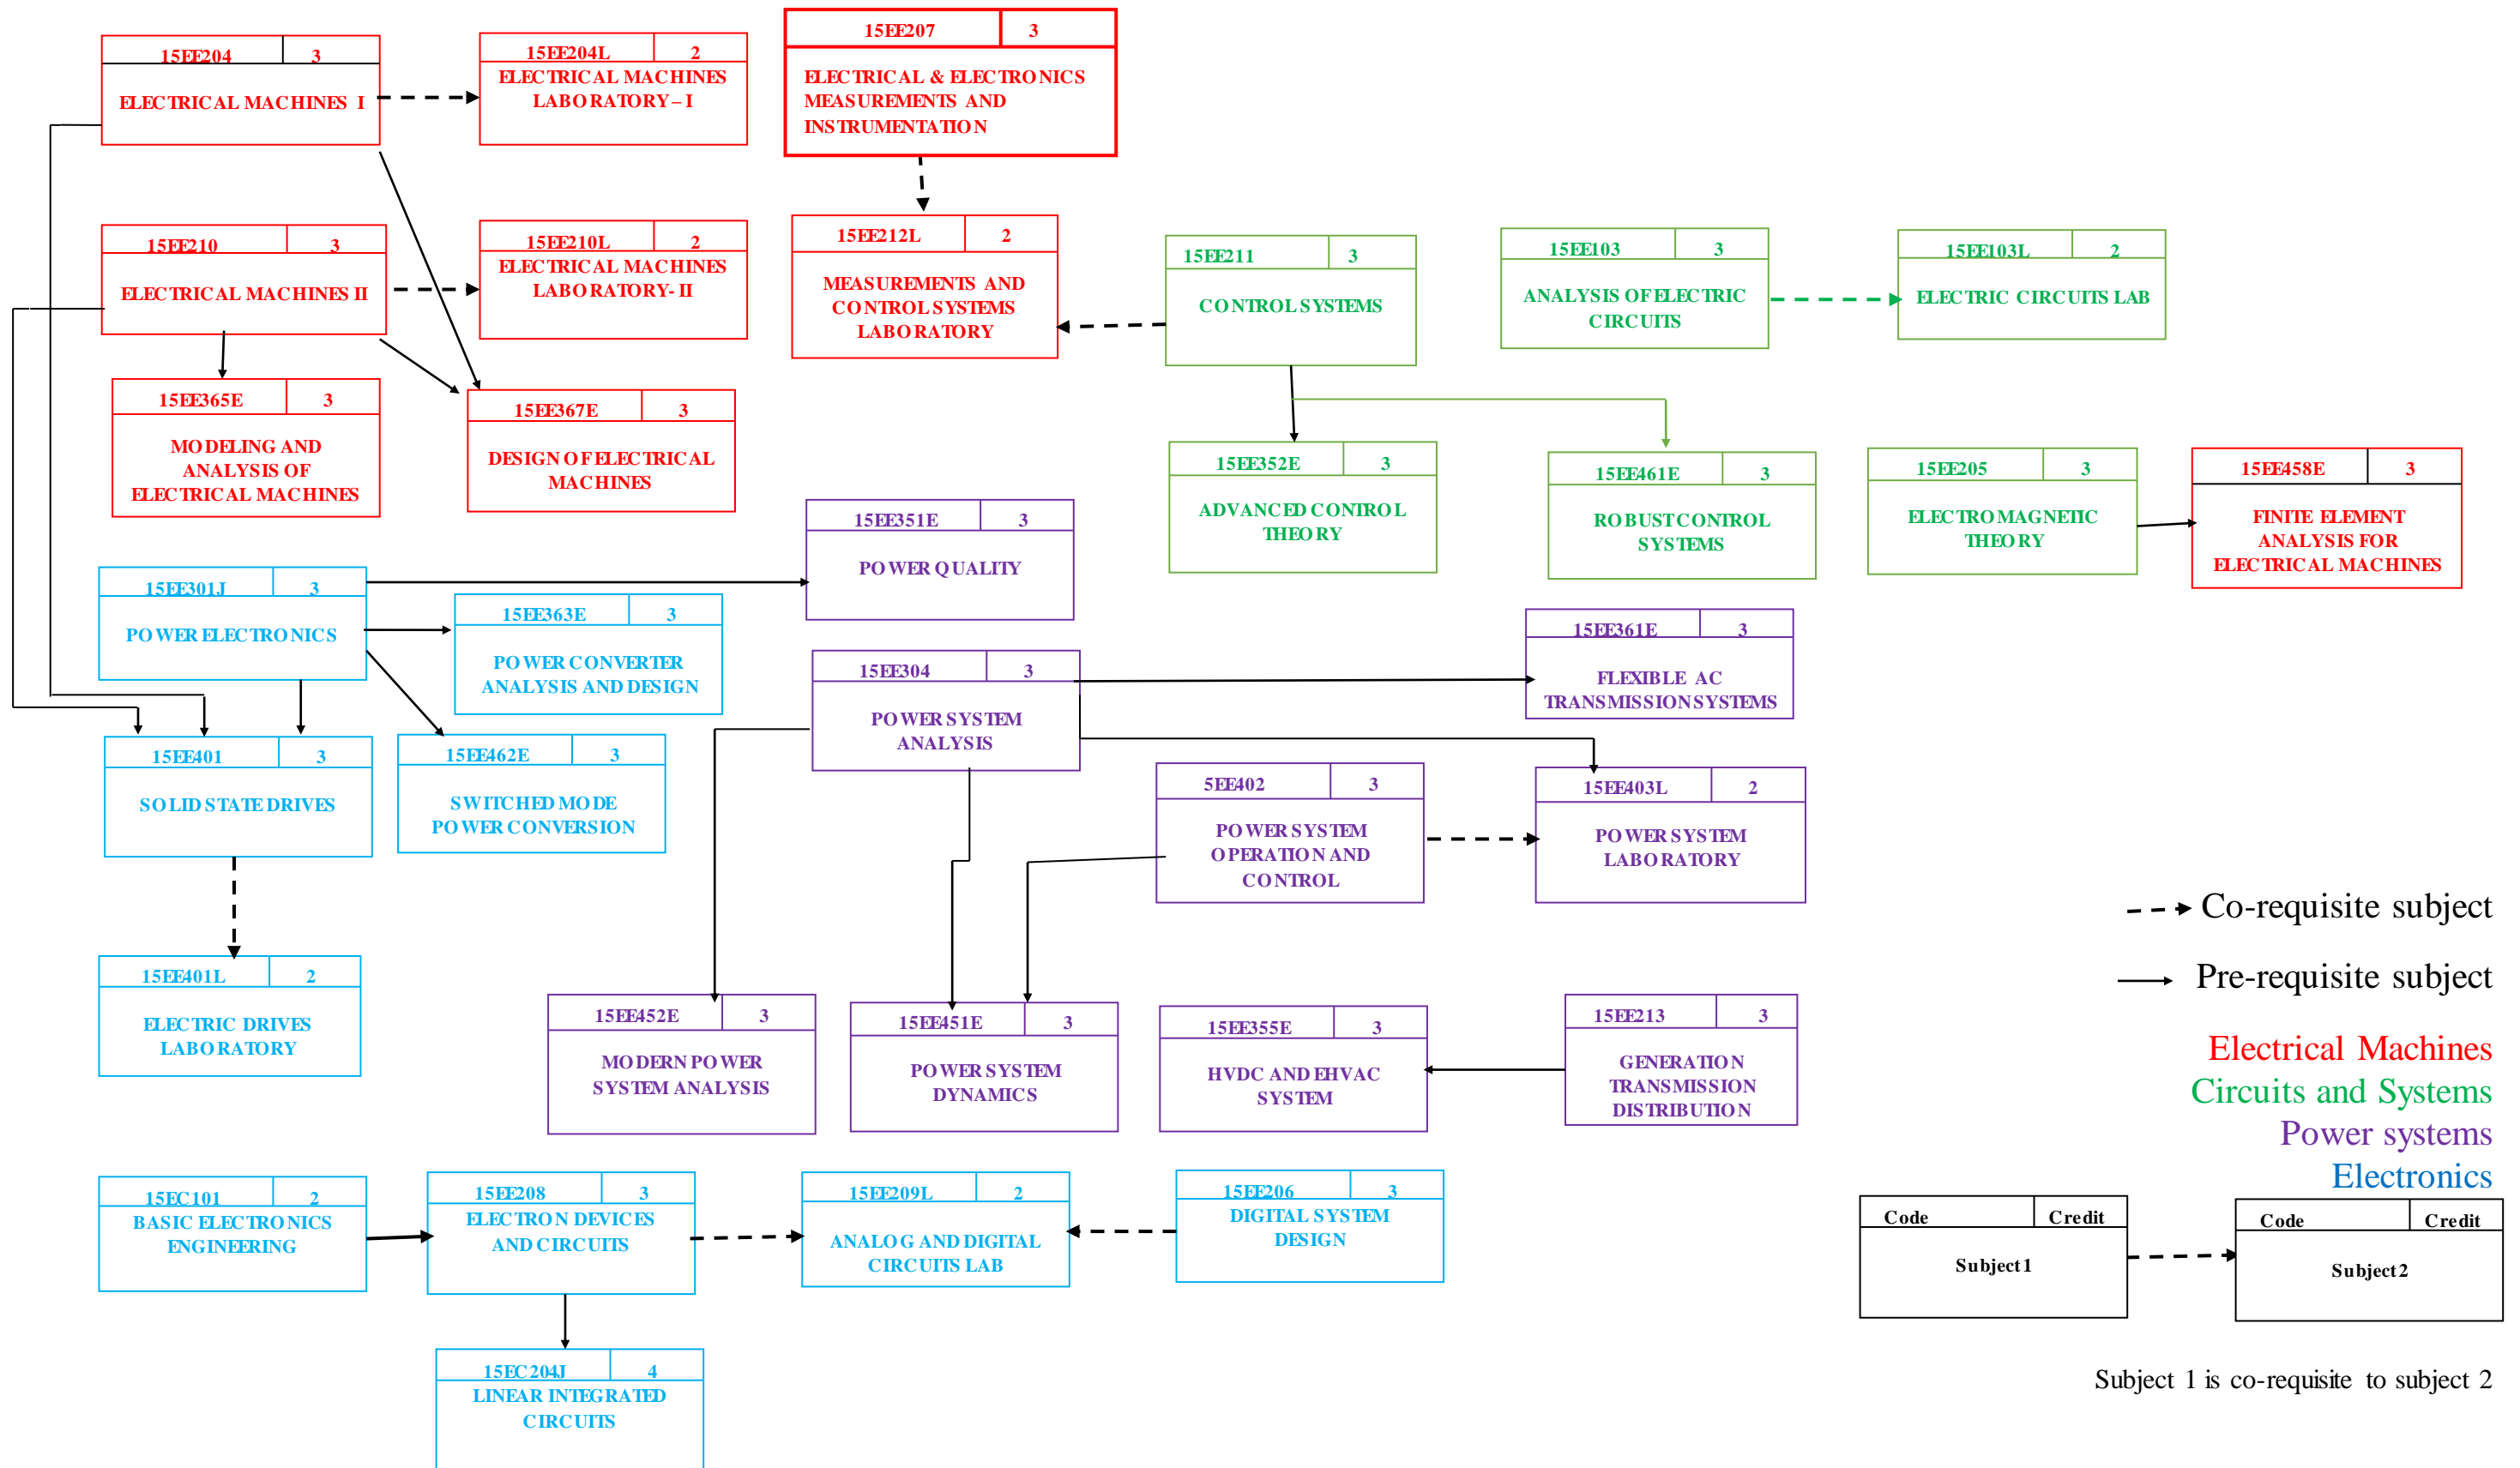 15EE204 3
ELECTRICAL MACHINES I
15EE204L 2
ELECTRICAL MACHINES
LABORATORY – I
15EE207 3
ELECTRICAL & ELECTRONICS
MEASUREMENTS AND
INSTRUMENTATION
15EE210 3
ELECTRICAL MACHINES II
15EE210L 2
ELECTRICAL MACHINES
LABORATORY- II
15EE212L 2
MEASUREMENTS AND
CONTROL SYSTEMS
LABORATORY
15EE211 3
CONTROL SYSTEMS
15EE103 3
ANALYSIS OF ELECTRIC
CIRCUITS
15EE103L 2
ELECTRIC CIRCUITS LAB
15EE365E 3
MODELING AND
ANALYSIS OF
ELECTRICAL MACHINES
15EE367E 3
DESIGN OF ELECTRICAL
MACHINES
15EE352E 3
ADVANCED CONTROL
THEORY
15EE461E 3
ROBUST CONTROL
SYSTEMS
15EE205 3
ELECTROMAGNETIC
THEORY
15EE458E 3
FINITE ELEMENT
ANALYSIS FOR
ELECTRICAL MACHINES
15EE351E 3
POWER QUALITY
15EE301J 3
POWER ELECTRONICS
15EE363E 3
POWER CONVERTER
ANALYSIS AND DESIGN
15EE304 3
POWER SYSTEM
ANALYSIS
15EE361E 3
FLEXIBLE AC
TRANSMISSION SYSTEMS
15EE401 3
SOLID STATE DRIVES
15EE462E 3
SWITCHED MODE
POWER CONVERSION
5EE402 3
POWER SYSTEM
OPERATION AND
CONTROL
15EE403L 2
POWER SYSTEM
LABORATORY
15EE401L 2
ELECTRIC DRIVES
LABORATORY
15EE452E 3
MODERN POWER
SYSTEM ANALYSIS
15EE451E 3
POWER SYSTEM
DYNAMICS
15EE355E 3
HVDC AND EHVAC
SYSTEM
15EE213 3
GENERATION
TRANSMISSION
DISTRIBUTION
Co-requisite subject
Pre-requisite subject
Electrical Machines
Circuits and Systems
Power systems
Electronics
15EC101 2
BASIC ELECTRONICS
ENGINEERING
15EE208 3
ELECTRON DEVICES
AND CIRCUITS
15EE209L 2
ANALOG AND DIGITAL
CIRCUITS LAB
15EE206 3
DIGITAL SYSTEM
DESIGN
Code Credit
Subject 1
Code Credit
Subject 2
15EC204J 4
LINEAR INTEGRATED
CIRCUITS
Subject 1 is co-requisite to subject 2